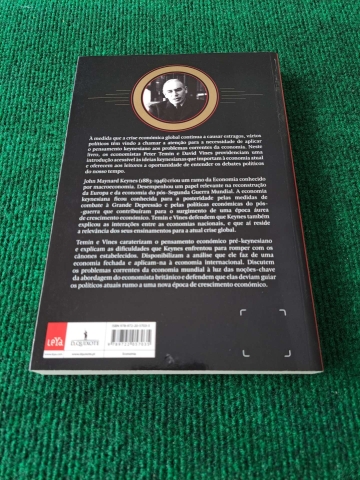 À medida que a crise económica global continua a causar estragos, vários
políticos têm vindo a chamar a atenção para a necessidade de aplicar
o pensamento keynesiano aos problemas correntes da economia. Neste
livro, os economistas Peter Temin e David Vines providenciam uma
introdução acessível às ideias keynesianas que reportam à economia atual
e oferecem aos leitores a oportunidade de entender os debates políticos
do nosso tempo.
John Maynard Keynes (1883-1946) criou um ramo da Economia conhecido
por macroeconomia. Desempenhou um papel relevante na reconstrução
da Europa e da economia do pós-Segunda Guerra Mundial. A economia
keynesiana ficou conhecida para a posteridade pelas medidas de
combate à Grande Depressão e pelas políticas económicas do pós-
-guerra que contribuíram para o surgimento de uma época áurea
de crescimento económico. Temin e Vines defendem que Keynes também
explicou as interações entre as economias nacionais, e que aí reside
a relevância dos seus ensinamentos para a atual crise global.
Temin e Vines caraterizam o pensamento económico pré-keynesiano
e explicam as dificuldades que Keynes enfrentou para romper com os
cânones estabelecidos. Disponibilizam a análise que ele faz de uma
economia fechada e aplicam-na à economia internacional. Discutem
os problemas correntes da economia mundial à luz das noções-chave
da abordagem do economista britânico e defendem que elas deviam guiar
os políticos atuais rumo a uma nova época de crescimento económico.
LeYa
D. QUIXOTE